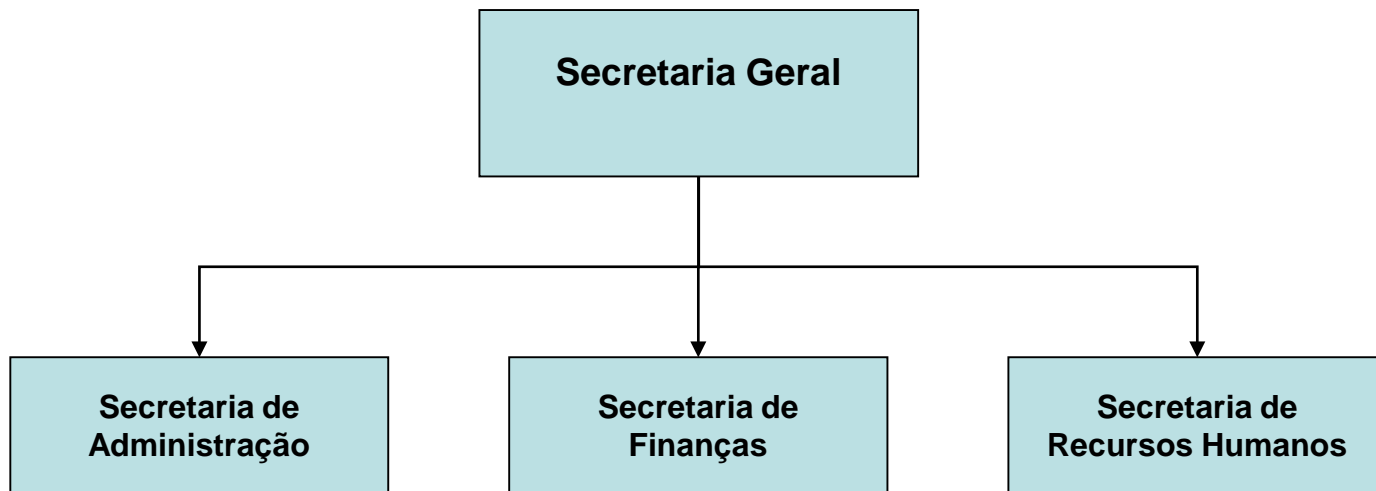 Secretaria Geral
Secretaria de
Administração
Secretaria de
Finanças
Secretaria de
Recursos Humanos